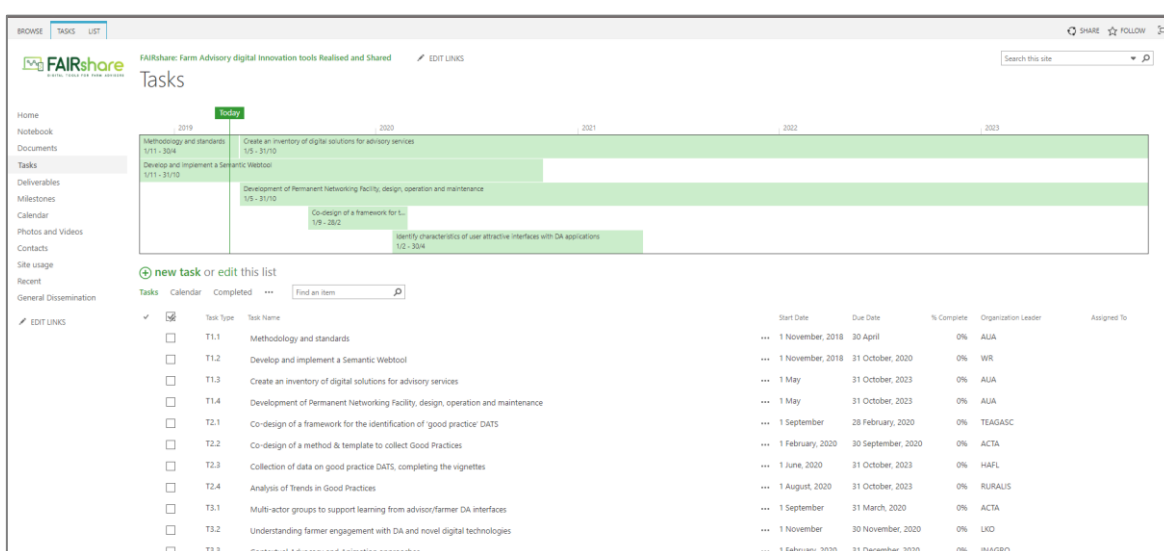 BROWSE TASKS LIST SHARE FOLLOW
FAIRshare
DIGITAL TOOLS FOR FARM ADVISORS
FAIRshare: Farm Advisory digital Innovation tools Realised and Shared EDIT LINKS
Search this site
Tasks
Home
Notebook
Documents
Tasks
Deliverables
Milestones
Calendar
Photos and Videos
Contacts
Site usage
Recent
General Dissemination
EDIT LINKS
Today
2019 2020 2021 2022 2023
Methodology and standards
1/11 - 30/4
Create an inventory of digital solutions for advisory services
1/5 - 31/10
Develop and implement a Semantic Webtool
1/11 - 31/10
Development of Permanent Networking Facility, design, operation and maintenance
1/5 - 31/10
Co-design of a framework for t...
1/9 - 28/2
Identify characteristics of user attractive interfaces with DA applications
1/2 - 30/4
new task or edit this list
Tasks Calendar Completed ••• Find an item
Task Type Task Name Start Date Due Date % Complete Organization Leader Assigned To
T1.1 Methodology and standards ••• 1 November, 2018 30 April 0% AUA
T1.2 Develop and implement a Semantic Webtool ••• 1 November, 2018 31 October, 2020 0% WR
T1.3 Create an inventory of digital solutions for advisory services ••• 1 May 31 October, 2023 0% AUA
T1.4 Development of Permanent Networking Facility, design, operation and maintenance ••• 1 May 31 October, 2023 0% AUA
T2.1 Co-design of a framework for the identification of 'good practice' DATS ••• 1 September 28 February, 2020 0% TEAGASC
T2.2 Co-design of a method & template to collect Good Practices ••• 1 February, 2020 30 September, 2020 0% ACTA
T2.3 Collection of data on good practice DATS, completing the vignettes ••• 1 June, 2020 31 October, 2023 0% HAFL
T2.4 Analysis of Trends in Good Practices ••• 1 August, 2020 31 October, 2023 0% RURALIS
T3.1 Multi-actor groups to support learning from advisor/farmer DA interfaces ••• 1 September 31 March, 2020 0% ACTA
T3.2 Understanding farmer engagement with DA and novel digital technologies ••• 1 November 30 November, 2020 0% LKO
T3.3 Contextual Advocacy and Animation approaches ••• 1 February, 2020 31 December, 2020 0% INAGRO